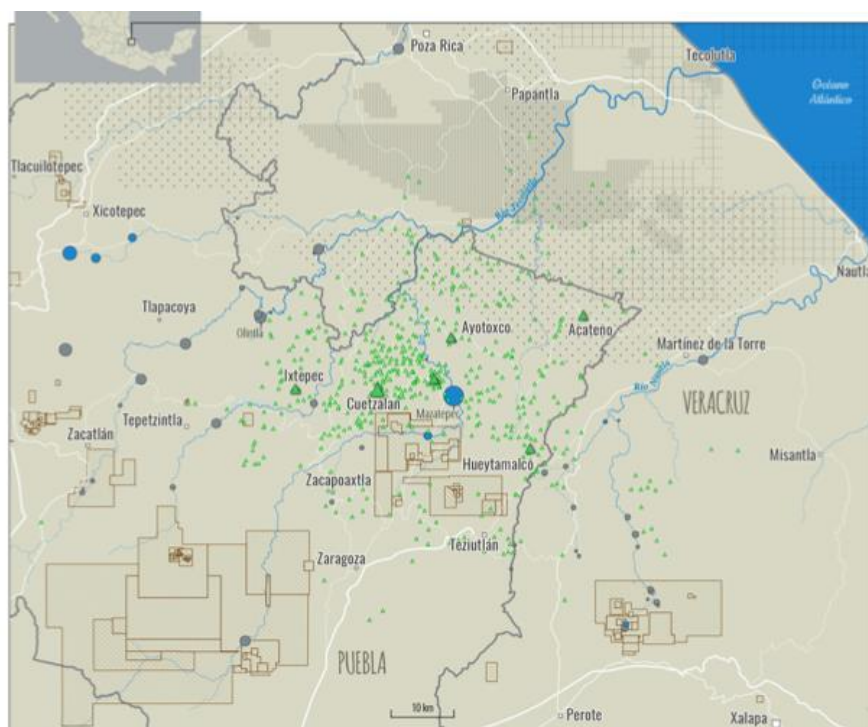 Poza Rica
Tecolutla
Océano
Atlántico
Papantla
Tlacuilotepec
Xicotepec
Río Tecolutla
Nautla
Tlapacoya
Olintla
Ayotoxco
Acateno
Martínez de la Torre
Río Nautla
Ixtepec
Cuetzalan
Mazatepec
VERACRUZ
Tepetzintla
Zacatlán
Misantla
Hueytamalco
Zacapoaxtla
Teziutlán
Zaragoza
PUEBLA
10 km
Perote
Xalapa